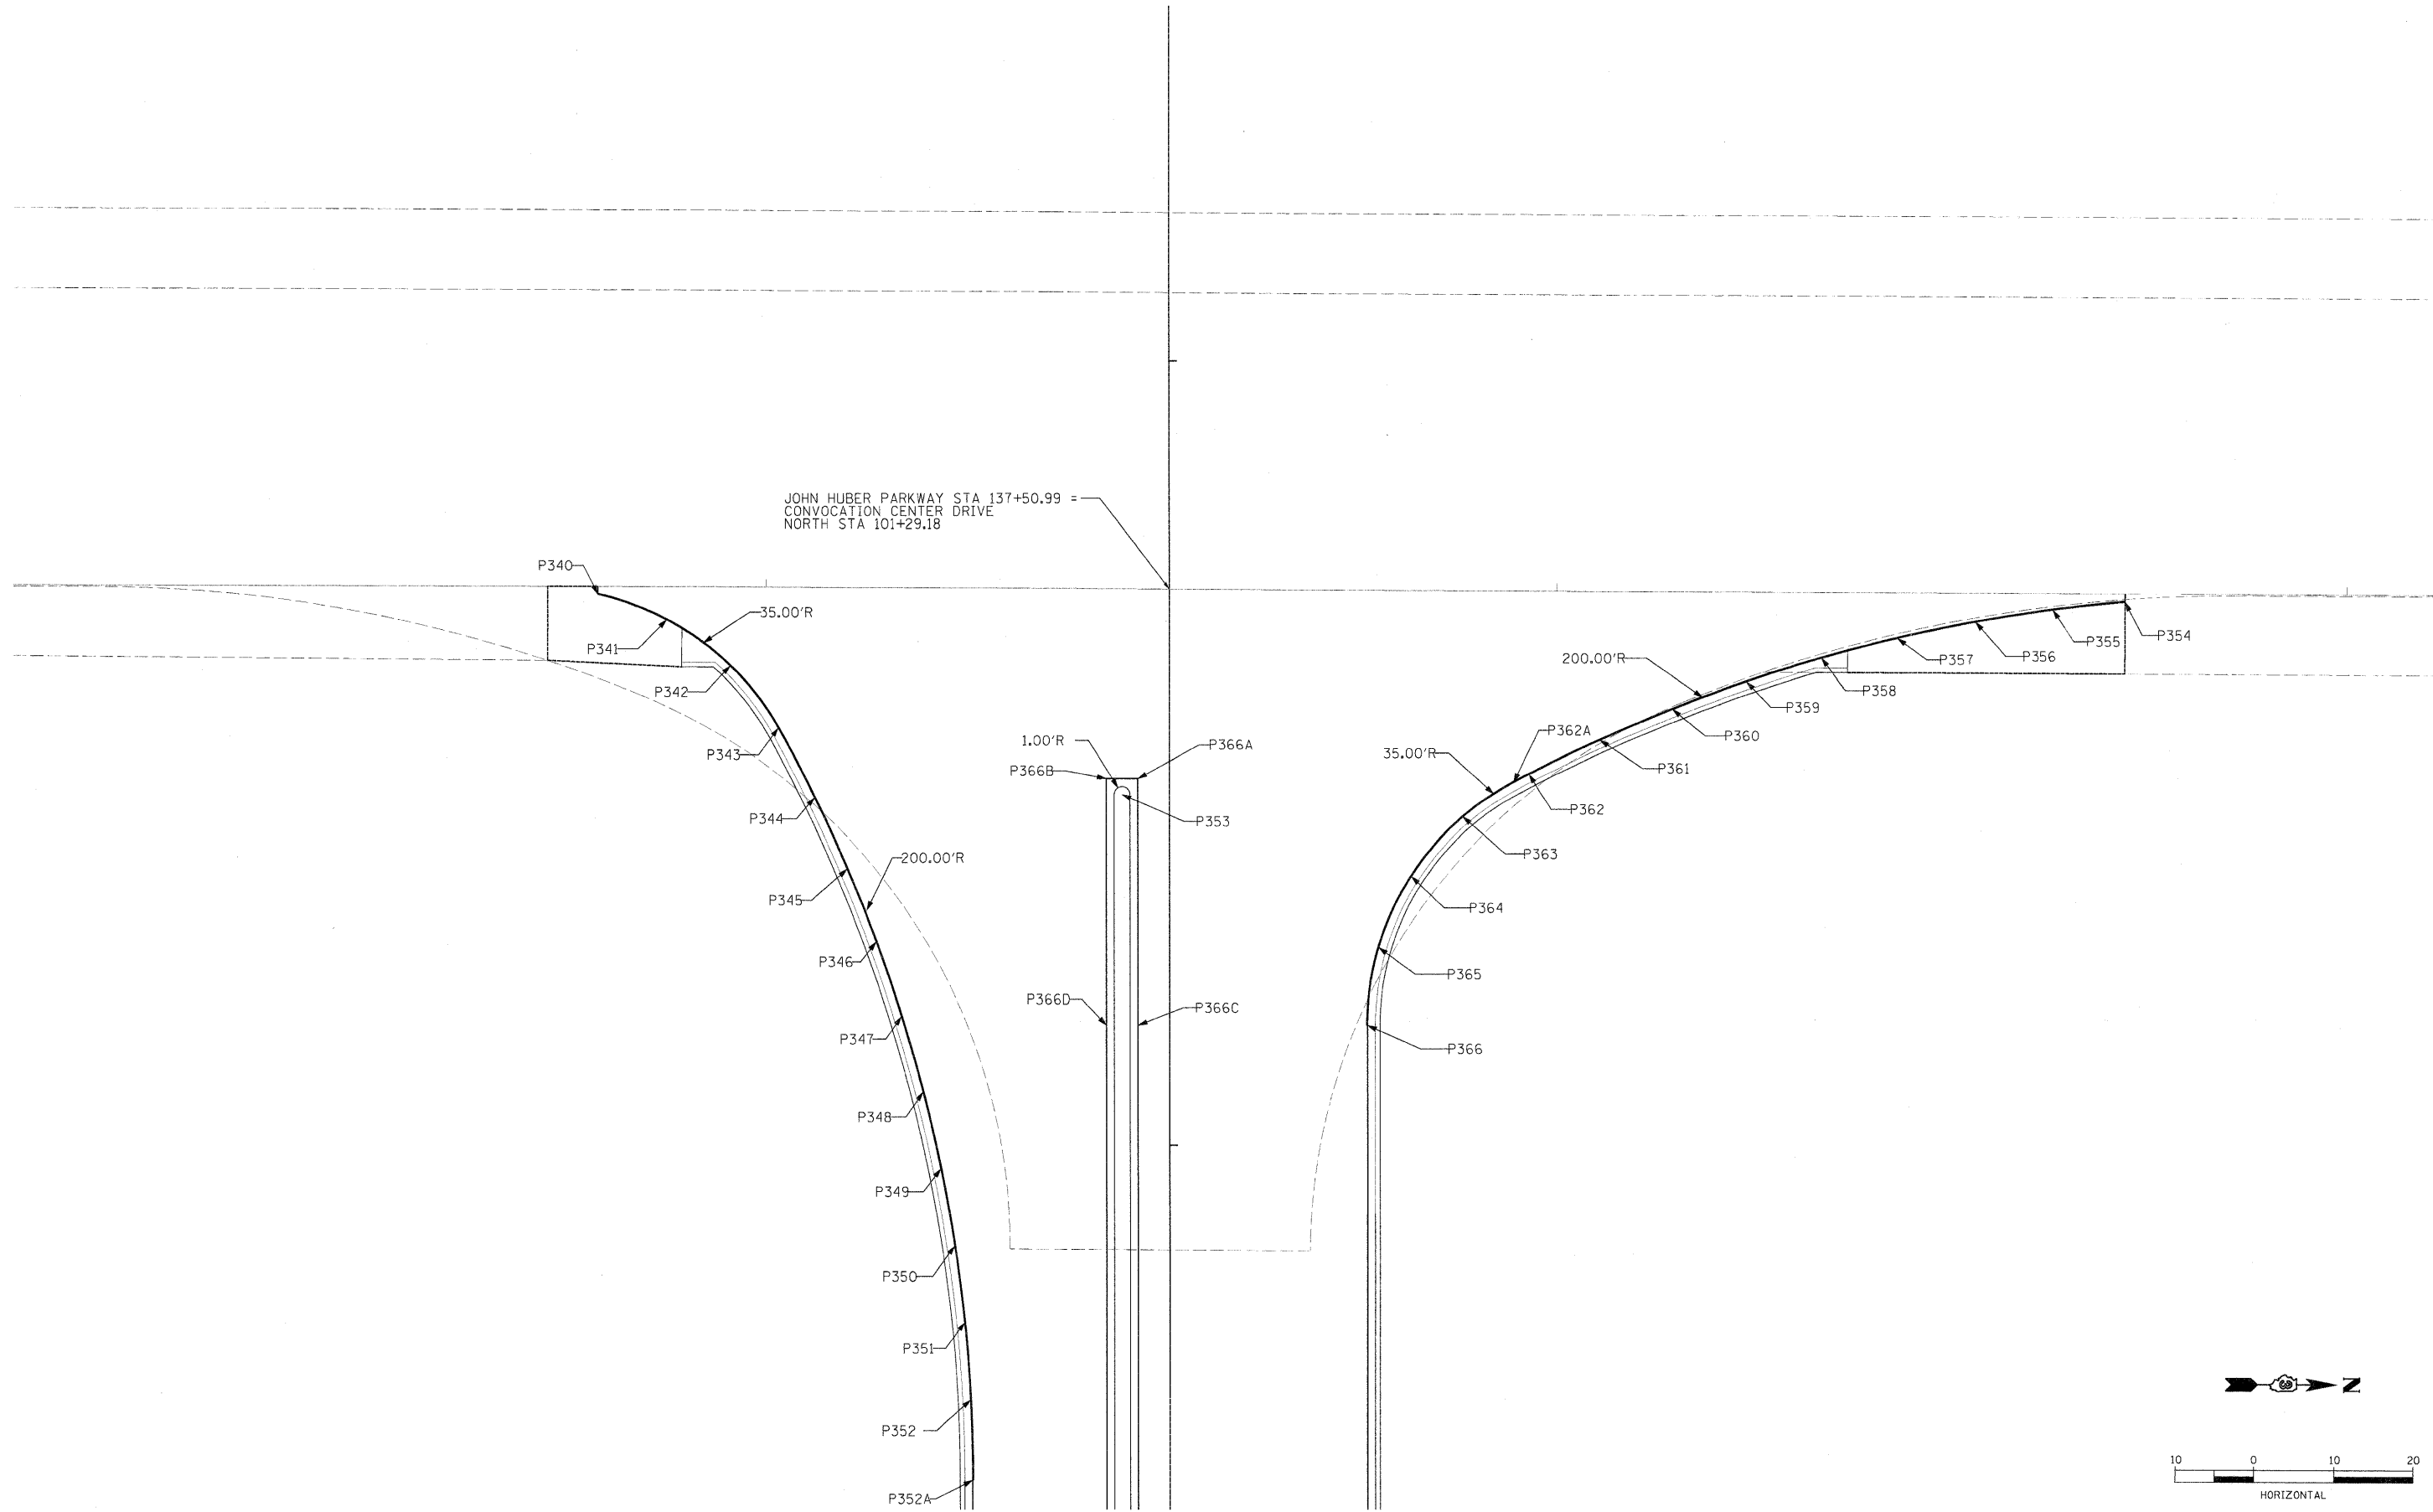 JOHN HUBER PARKWAY STA 137+50.99 =
CONVOCATION CENTER DRIVE
NORTH STA 101+29.18
P340
35.00'R
P341
P342
P343
P344
200.00'R
P345
P346
P347
P348
P349
P350
P351
P352
P352A
1.00'R
P366A
P366B
P353
P366D
P366C
P354
P355
P356
P357
200.00'R
P358
P359
P360
P362A
35.00'R
P361
P362
P363
P364
P365
P366
N
10 0 10 20
HORIZONTAL